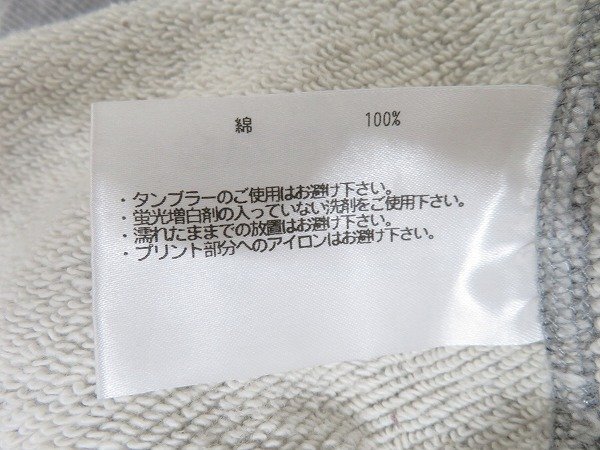 綿 100%
・タンブラーのご使用はお避け下さい。
・蛍光増白剤の入っていない洗剤をご使用下さい。
・濡れたままでの放置はお避け下さい。
・プリント部分へのアイロンはお避け下さい。